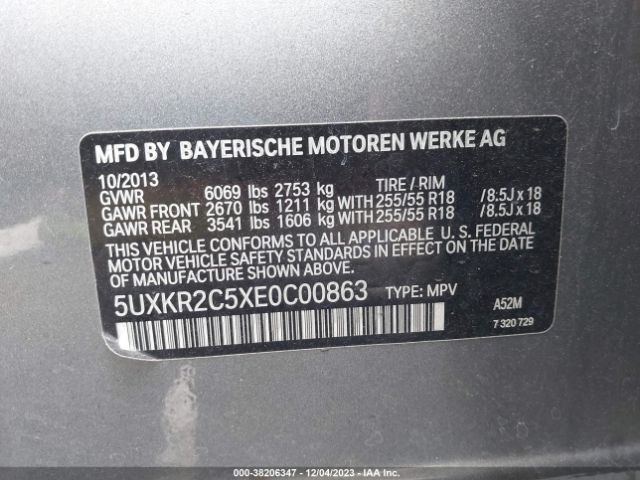 MFD BY BAYERISCHE MOTOREN WERKE AG
10/2013
GVWR 6069 lbs 2753 kg TIRE / RIM
GAWR FRONT 2670 lbs 1211 kg WITH 255/55 R18 /8.5J x 18
GAWR REAR 3541 lbs 1606 kg WITH 255/55 R18 /8.5J x 18
THIS VEHICLE CONFORMS TO ALL APPLICABLE U. S. FEDERAL
MOTOR VEHICLE SAFETY STANDARDS IN EFFECT ON THE DATE
OF MANUFACTURE SHOWN ABOVE.
5UXKR2C5XE0C00863 TYPE: MPV A52M
7 320 729
000-38206347 - 12/04/2023 - IAA Inc.